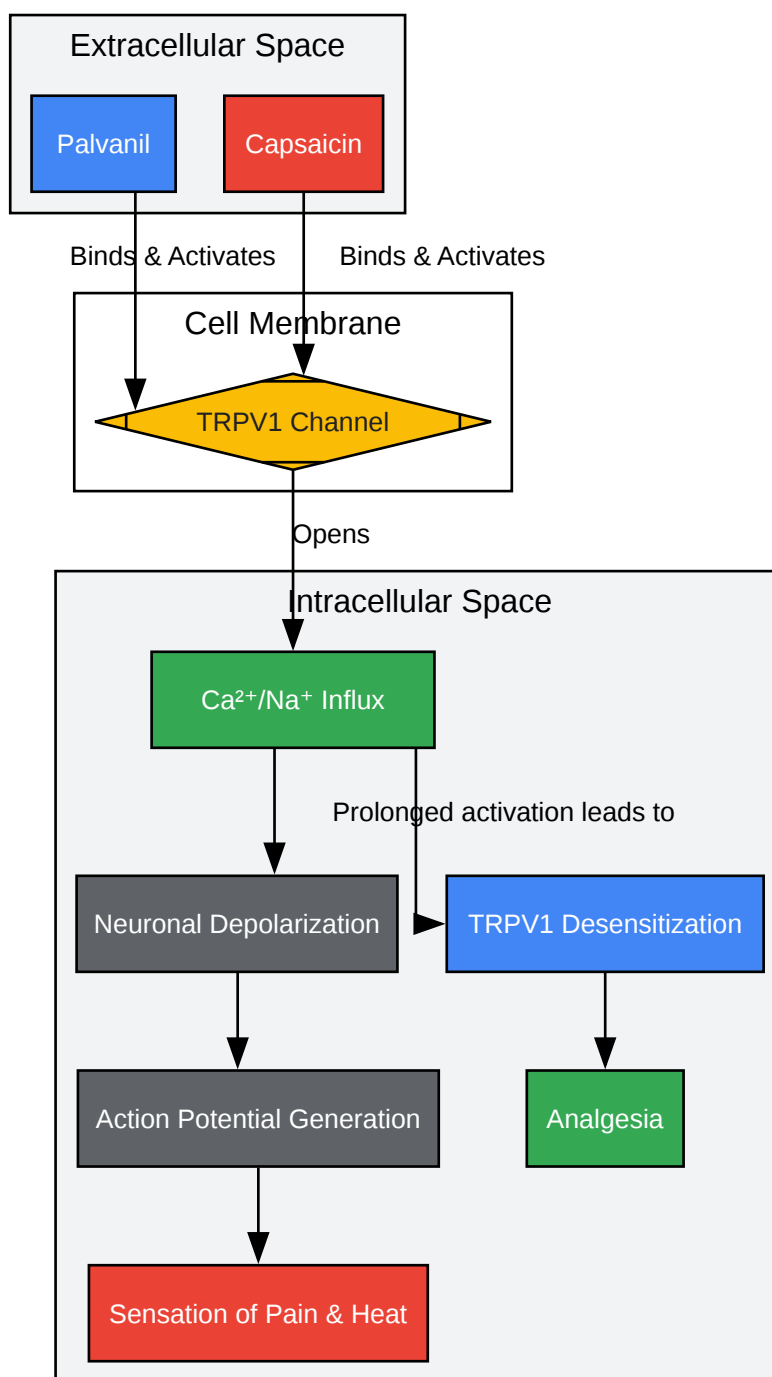 Extracellular Space
Palvanil
Capsaicin
Binds & Activates
Binds & Activates
Cell Membrane
TRPV1 Channel
Opens
Intracellular Space
Ca²⁺/Na⁺ Influx
Prolonged activation leads to
Neuronal Depolarization
TRPV1 Desensitization
Action Potential Generation
Analgesia
Sensation of Pain & Heat